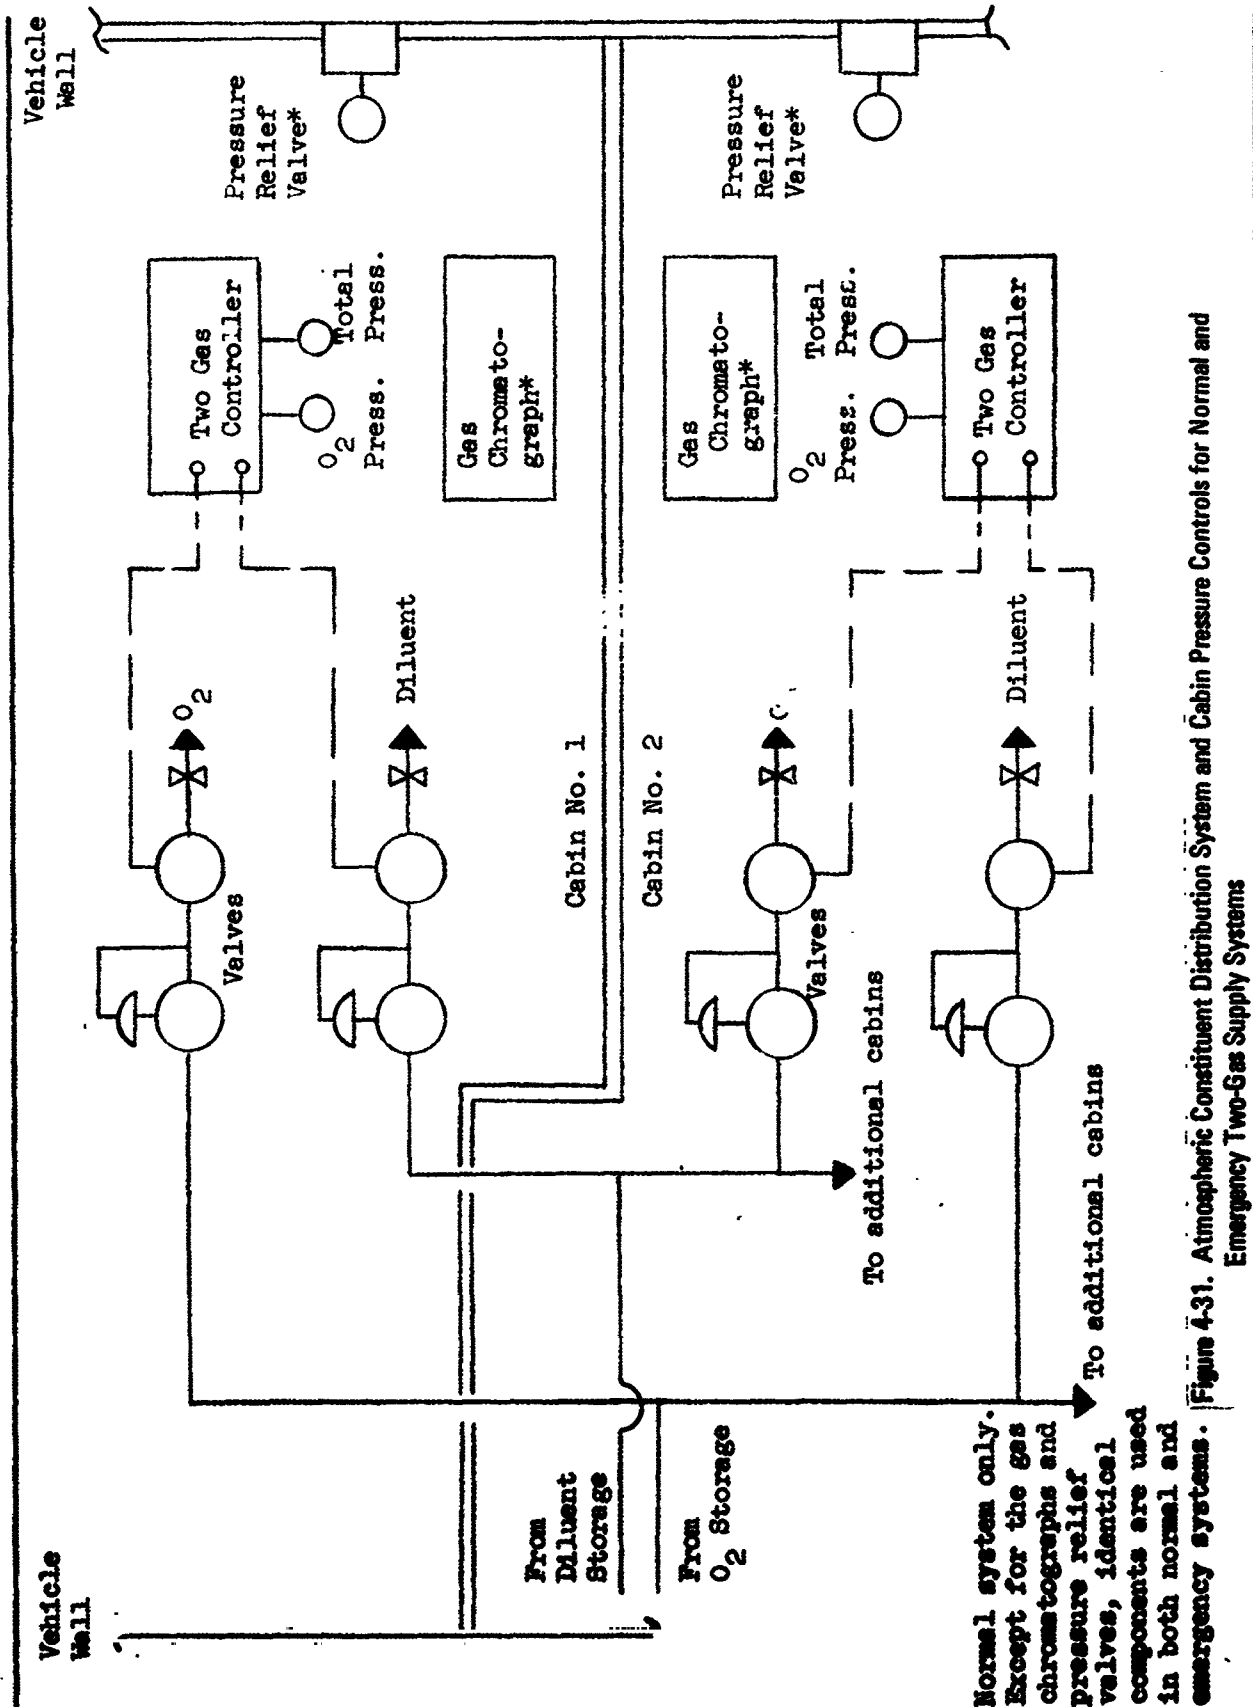 Vehicle
Wall
Vehicle
Wall
Pressure
Relief
Valve*
Pressure
Relief
Valve*
Two Gas
Controller
O2
Press.
Total
Press.
Gas
Chromato-
graph*
Gas
Chromato-
graph*
O2
Press.
Total
Press.
Two Gas
Controller
O2
Diluent
Valves
Cabin No. 1
Cabin No. 2
Diluent
Valves
To additional cabins
To additional cabins
From
Diluent
Storage
From
O2 Storage
Normal system only.
Except for the gas
chromatographs and
pressure relief
valves, identical
components are used
in both normal and
emergency systems.
Figure 4-31. Atmospheric Constituent Distribution System and Cabin Pressure Controls for Normal and
Emergency Two-Gas Supply Systems